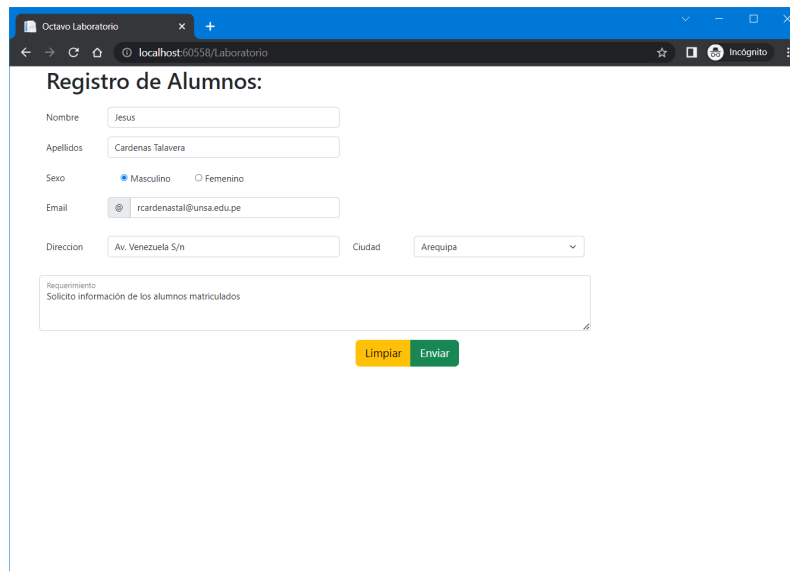 Octavo Laboratorio
localhost:60558/Laboratorio
Incógnito
Registro de Alumnos:
Nombre Jesus
Apellidos Cardenas Talavera
Sexo Masculino Femenino
Email @ rcardenastal@unsa.edu.pe
Direccion Av. Venezuela S/n Ciudad Arequipa
Requerimiento
Solicito información de los alumnos matriculados
Limpiar Enviar